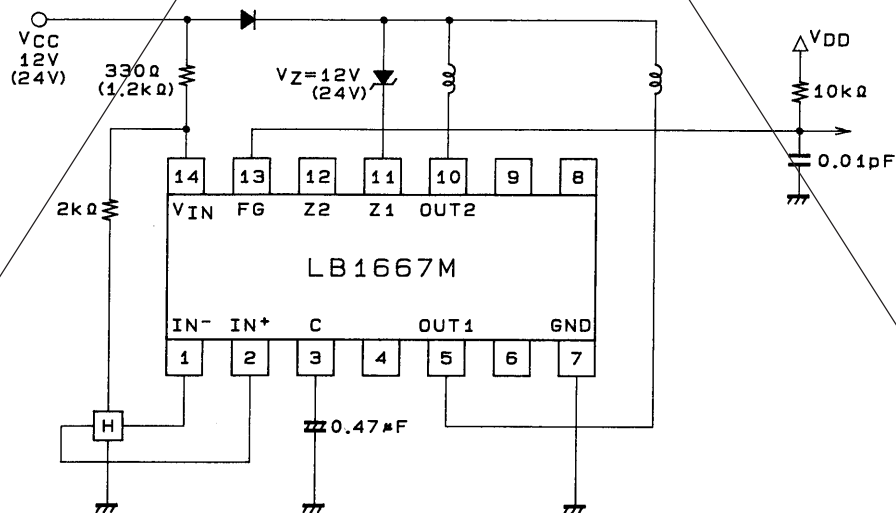 VCC
12V
(24V)
330Ω
(1.2kΩ)
VZ=12V
(24V)
VDD
10kΩ
0.01pF
2kΩ
14
13
12
11
10
9
8
VIN
FG
Z2
Z1
OUT2
LB1667M
IN-
IN+
C
OUT1
GND
1
2
3
4
5
6
7
H
0.47μF